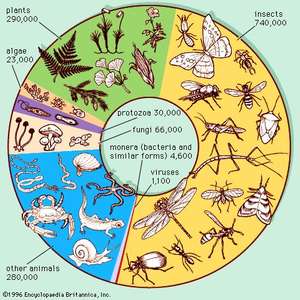 plants
290,000
insects
740,000
algae
23,000
protozoa 30,000
fungi 66,000
monera (bacteria and
similar forms) 4,600
viruses
1,100
other animals
280,000
©1996 Encyclopaedia Britannica, Inc.